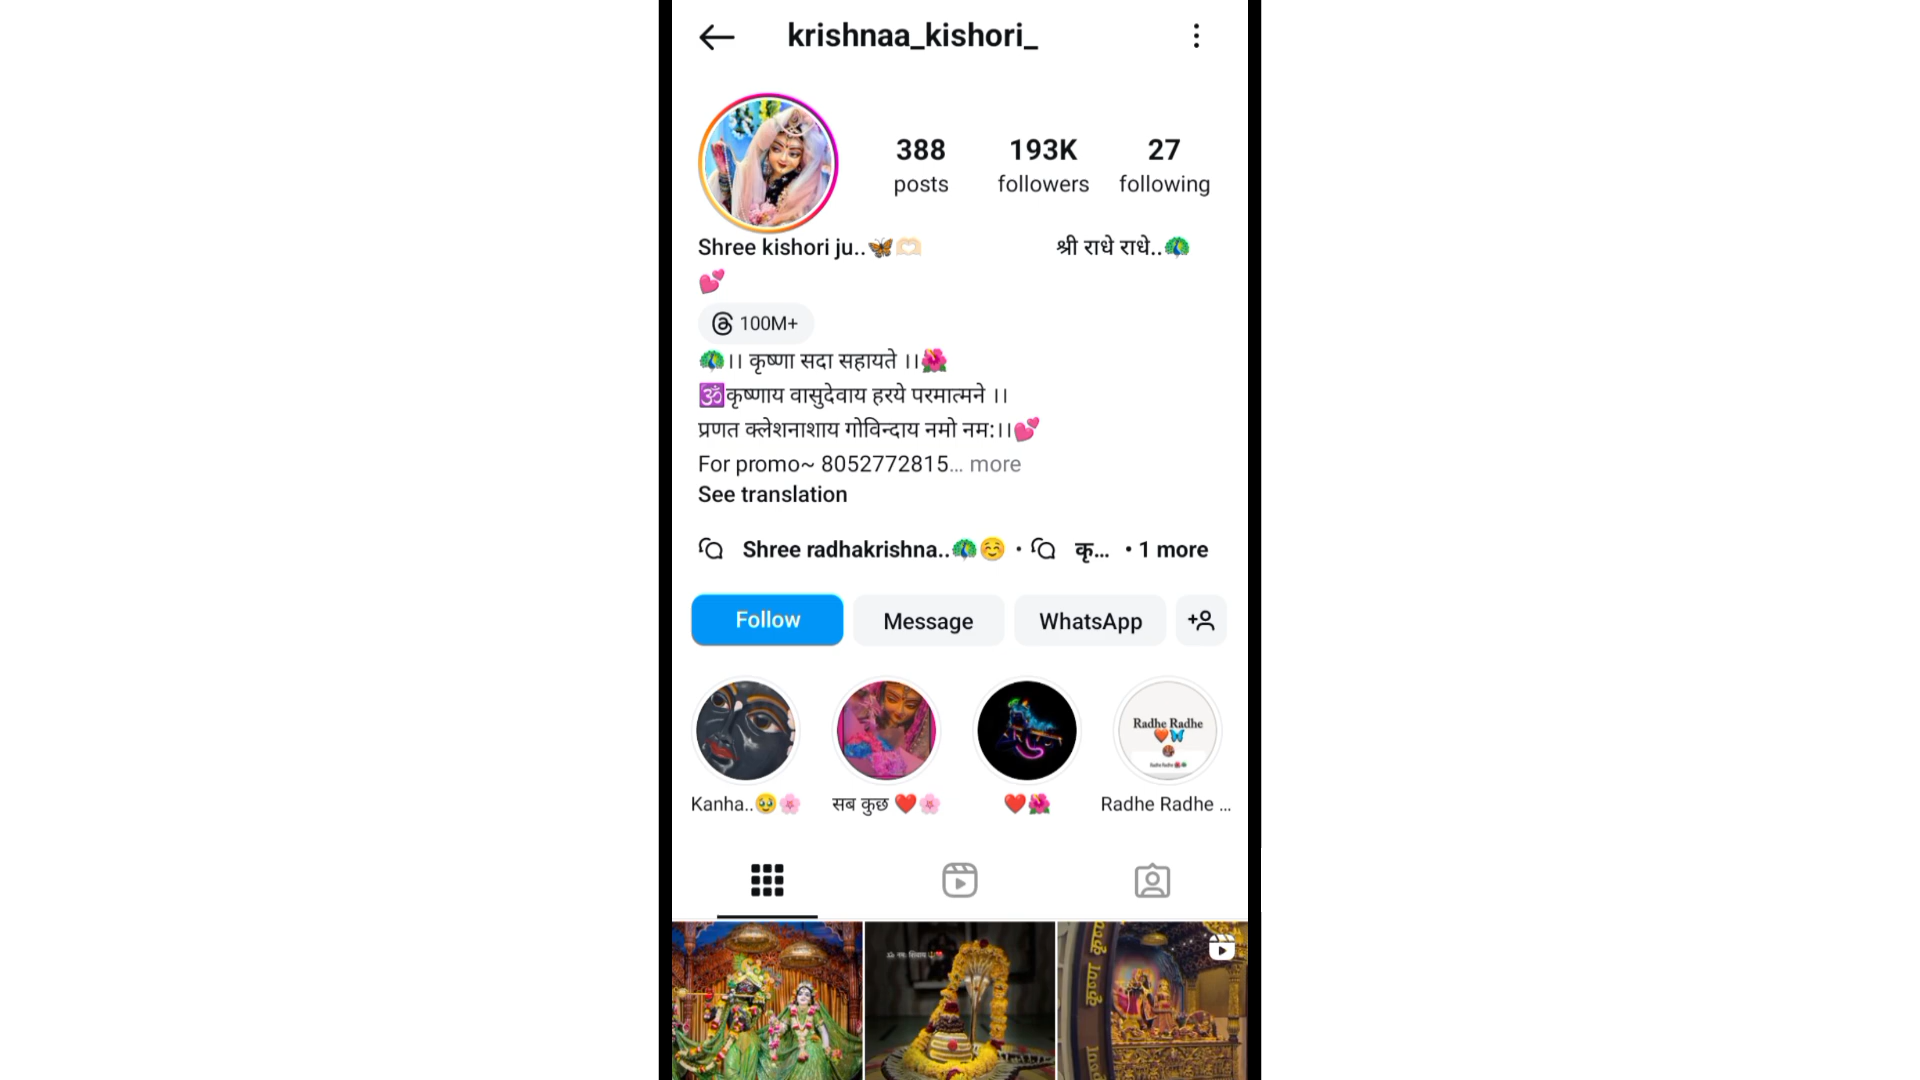 krishnaa_kishori_
388 193K 27
posts followers following
Shree kishori ju..🦋🫶🏻 श्री राधे राधे..🦚
💕
100M+
🦚।। कृष्णा सदा सहायते ।।🌺
🕉️कृष्णाय वासुदेवाय हरये परमात्मने ।।
प्रणत क्लेशनाशाय गोविन्दाय नमो नम:।।💕
For promo~ 8052772815... more
See translation
Shree radhakrishna..🦚☺️ • कृ... • 1 more
Follow Message WhatsApp
Radhe Radhe
❤️🦋
Kanha..🥹🌸 सब कुछ ❤️🌸 ❤️🌺 Radhe Radhe ...
ॐ नमः शिवाय